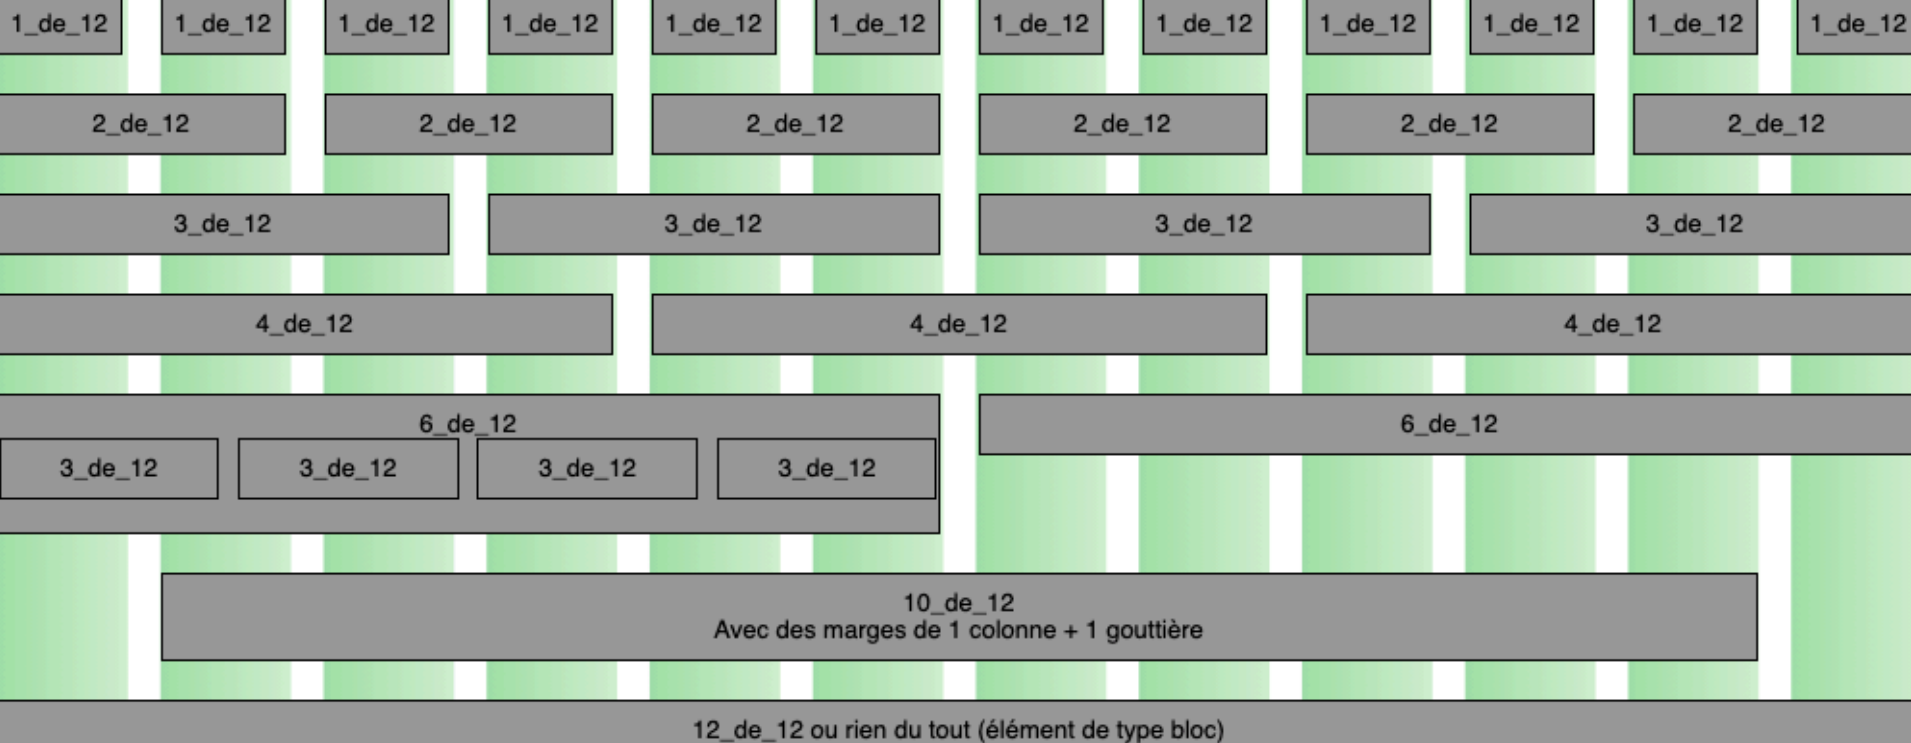 1_de_12 1_de_12 1_de_12 1_de_12 1_de_12 1_de_12 1_de_12 1_de_12 1_de_12 1_de_12 1_de_12 1_de_12
2_de_12 2_de_12 2_de_12 2_de_12 2_de_12 2_de_12
3_de_12 3_de_12 3_de_12 3_de_12
4_de_12 4_de_12 4_de_12
6_de_12 6_de_12
3_de_12 3_de_12 3_de_12 3_de_12
10_de_12
Avec des marges de 1 colonne + 1 gouttière
12_de_12 ou rien du tout (élément de type bloc)